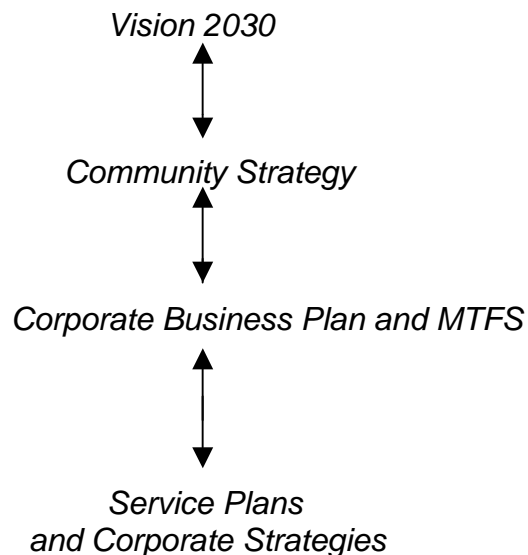 Vision 2030
Community Strategy
Corporate Business Plan and MTFS
Service Plans
and Corporate Strategies